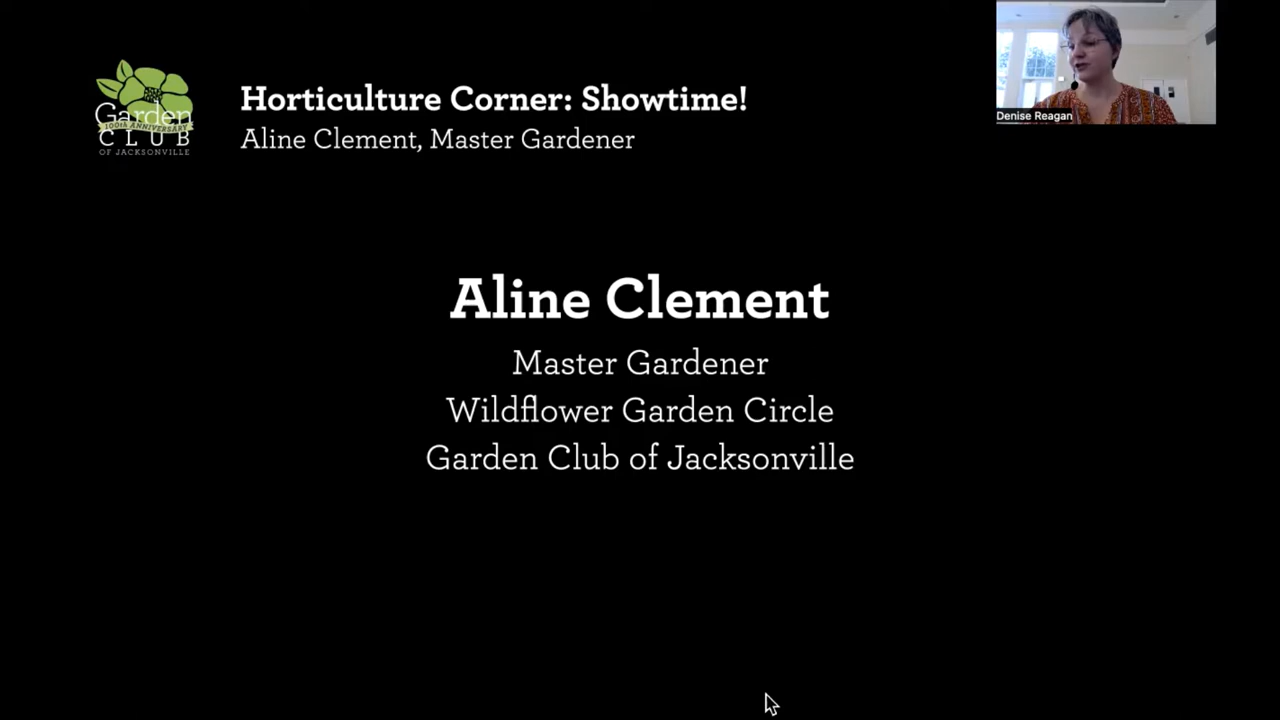 Garden
100th ANNIVERSARY
CLUB
OF JACKSONVILLE
Horticulture Corner: Showtime!
Aline Clement, Master Gardener
Denise Reagan
Aline Clement
Master Gardener
Wildflower Garden Circle
Garden Club of Jacksonville